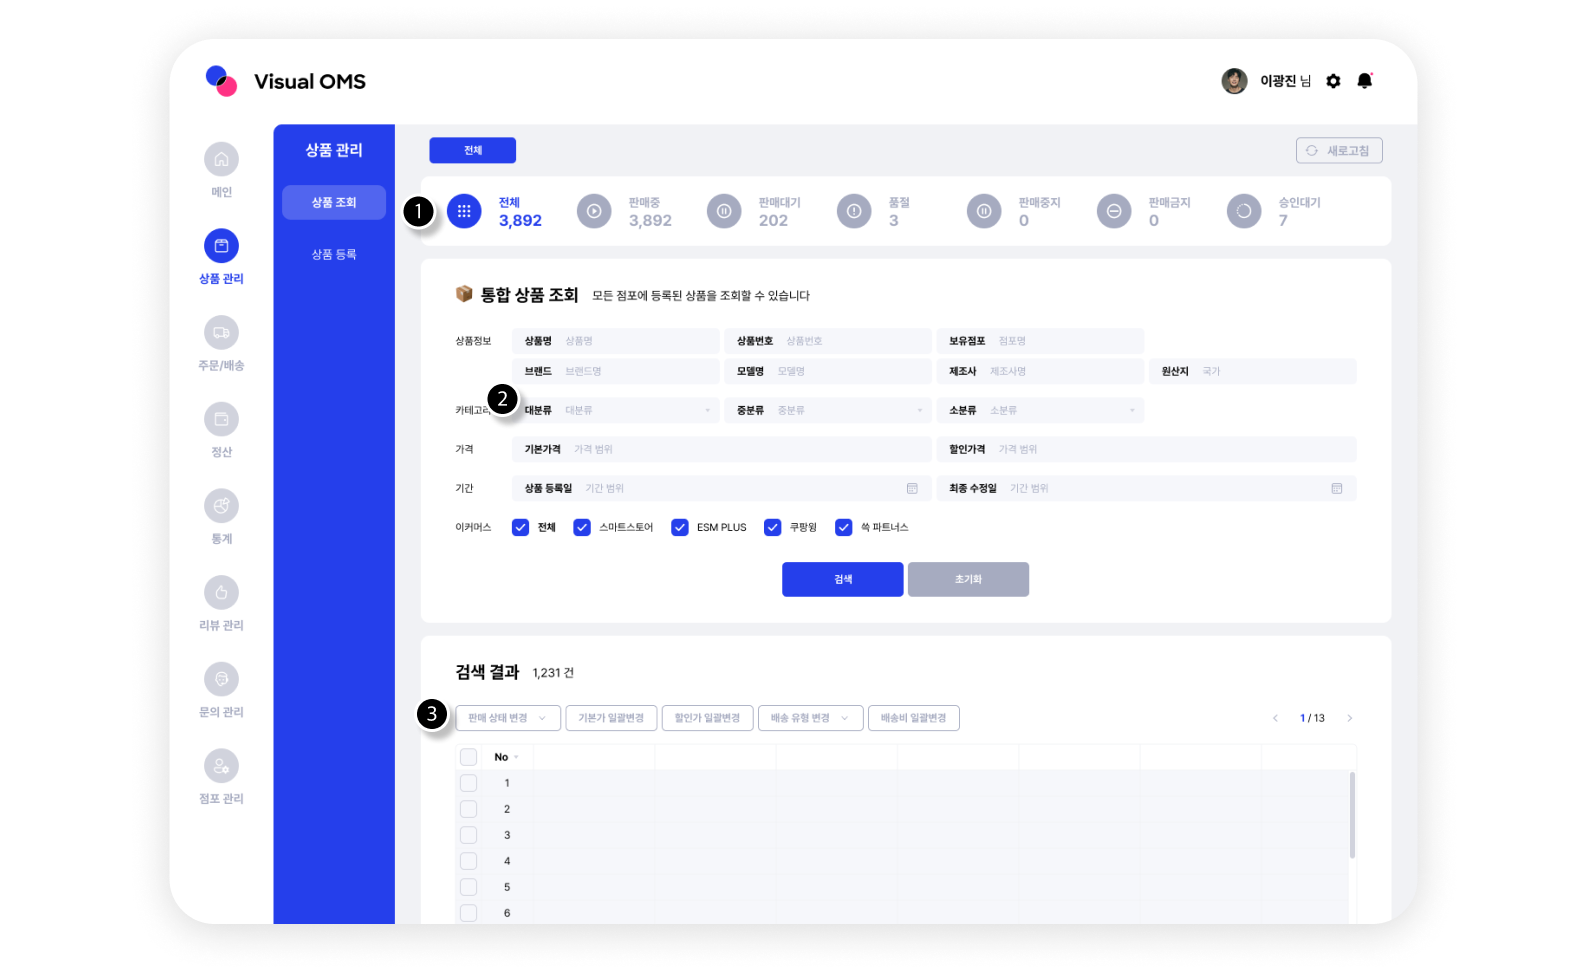 Visual OMS
이광진 님
메인
상품 관리
주문/배송
정산
통계
리뷰 관리
문의 관리
점포 관리
상품 관리
상품 조회
상품 등록
전체
새로고침
1
전체 3,892
판매중 3,892
판매대기 202
품절 3
판매중지 0
판매금지 0
승인대기 7
통합 상품 조회 모든 점포에 등록된 상품을 조회할 수 있습니다
상품정보 상품명 상품명 상품번호 상품번호 보유점포 점포명
브랜드 브랜드명 모델명 모델명 제조사 제조사명 원산지 국가
2
카테고리 대분류 대분류 중분류 중분류 소분류 소분류
가격 기본가격 가격 범위 할인가격 가격 범위
기간 상품 등록일 기간 범위 최종 수정일 기간 범위
이커머스 전체 스마트스토어 ESM PLUS 쿠팡윙 쓱 파트너스
검색 초기화
검색 결과 1,231 건
3
판매 상태 변경 기본가 일괄변경 할인가 일괄변경 배송 유형 변경 배송비 일괄변경 1 / 13
No
1
2
3
4
5
6